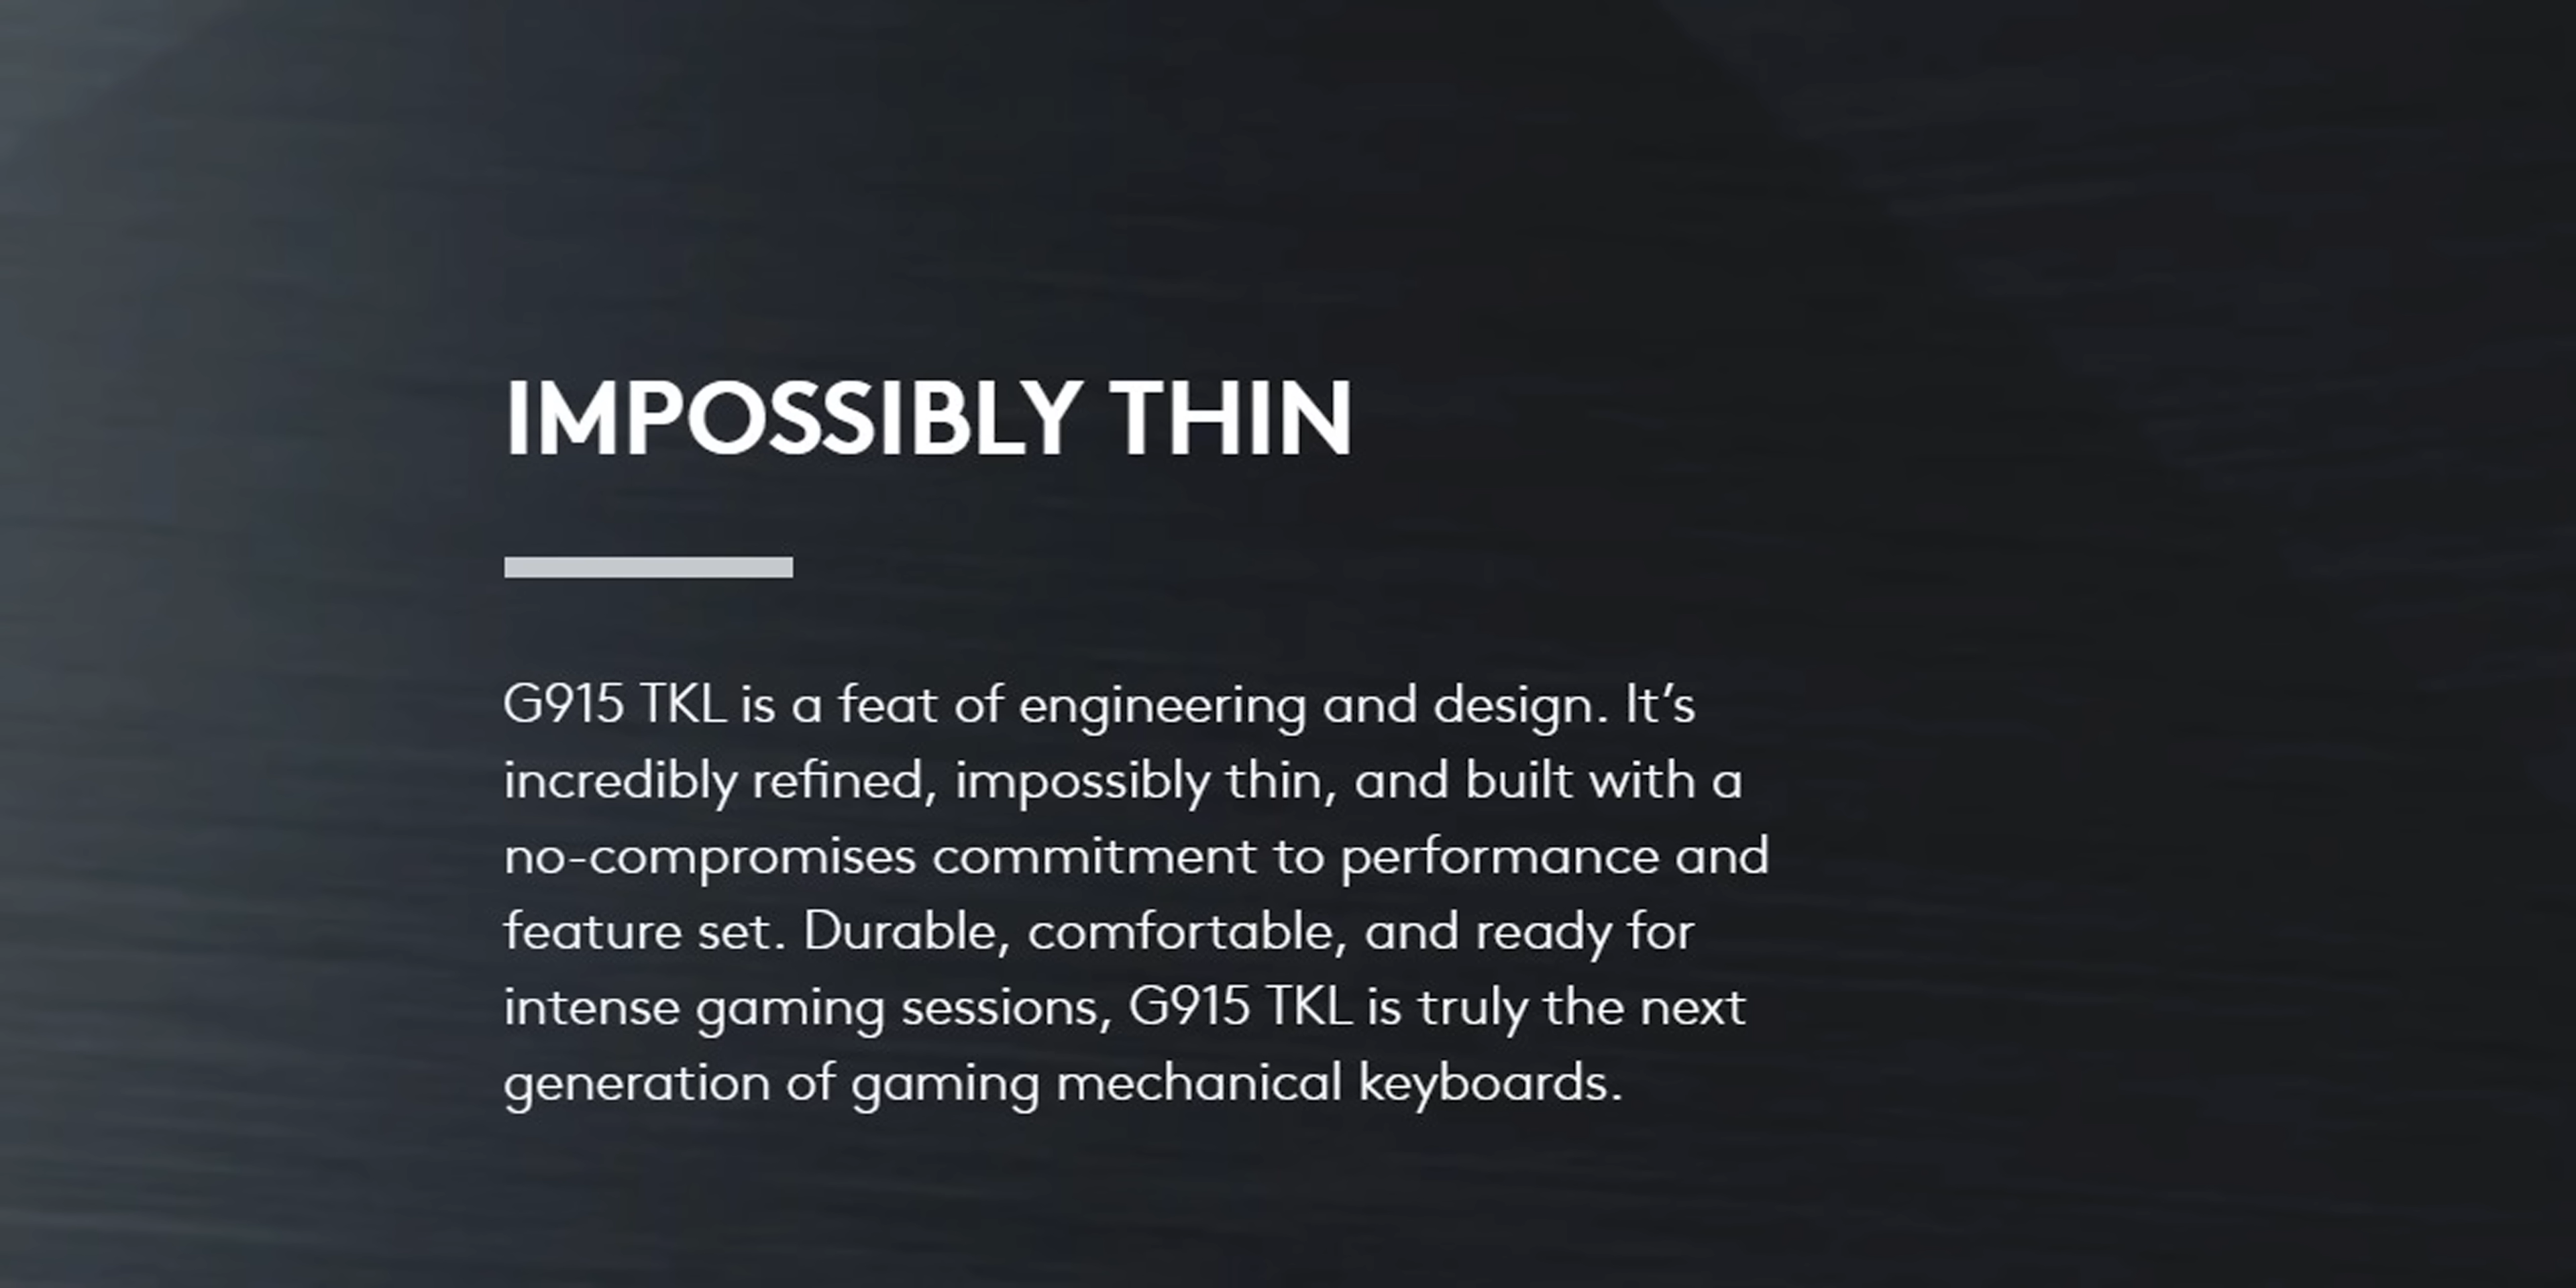 IMPOSSIBLY THIN
G915 TKL is a feat of engineering and design. It’s
incredibly refined, impossibly thin, and built with a
no-compromises commitment to performance and
feature set. Durable, comfortable, and ready for
intense gaming sessions, G915 TKL is truly the next
generation of gaming mechanical keyboards.